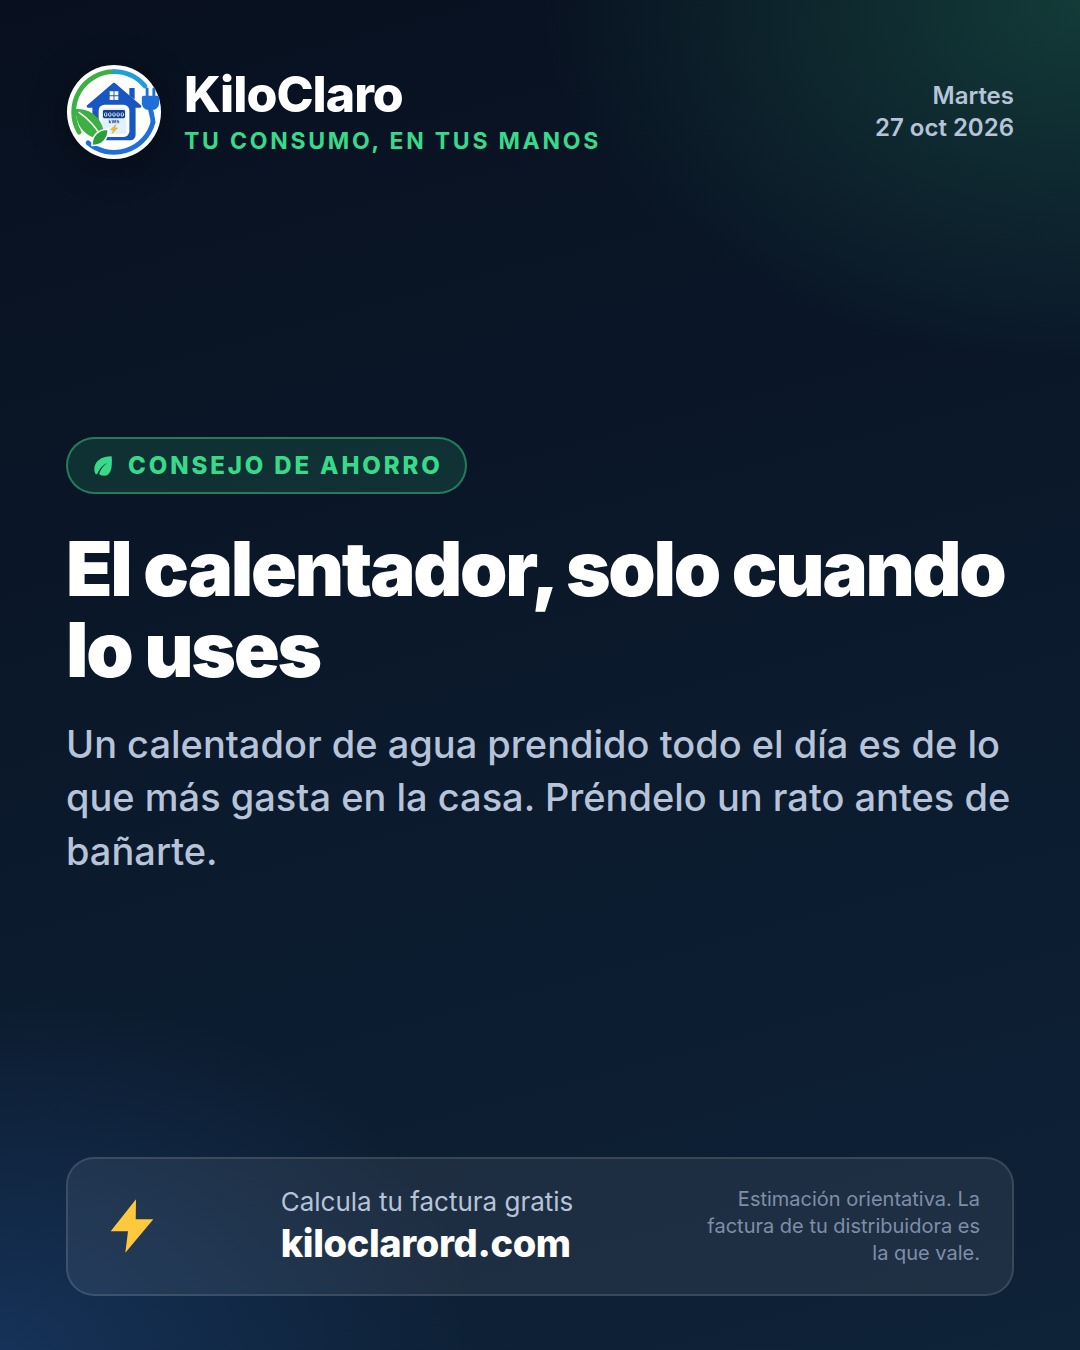 KiloClaro
TU CONSUMO, EN TUS MANOS
Martes
27 oct 2026
CONSEJO DE AHORRO
El calentador, solo cuando
lo uses
Un calentador de agua prendido todo el día es de lo
que más gasta en la casa. Préndelo un rato antes de
bañarte.
Calcula tu factura gratis
kiloclarord.com
Estimación orientativa. La
factura de tu distribuidora es
la que vale.